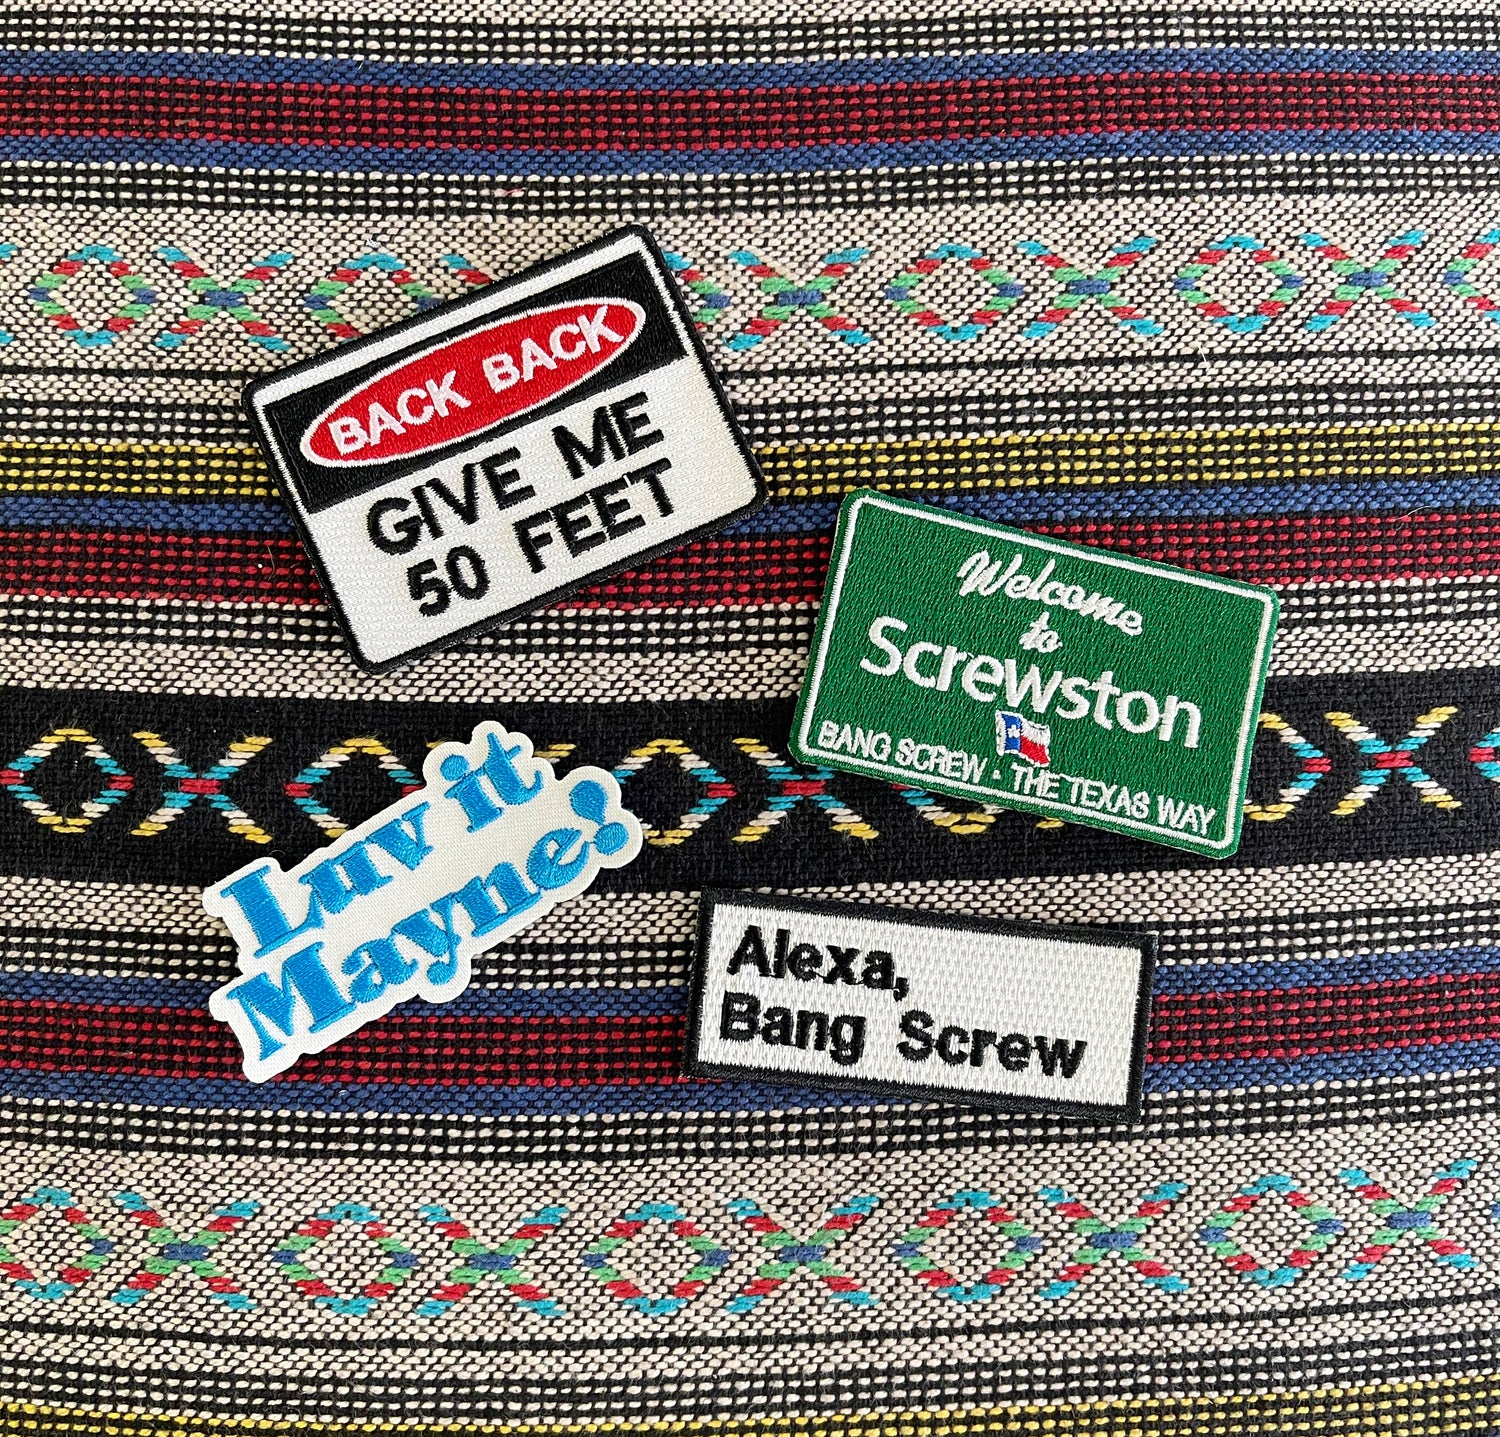 BACK BACK
GIVE ME
50 FEET
Welcome
to
Screwston
BANG SCREW · THE TEXAS WAY
Luv it
Mayne!
Alexa,
Bang Screw